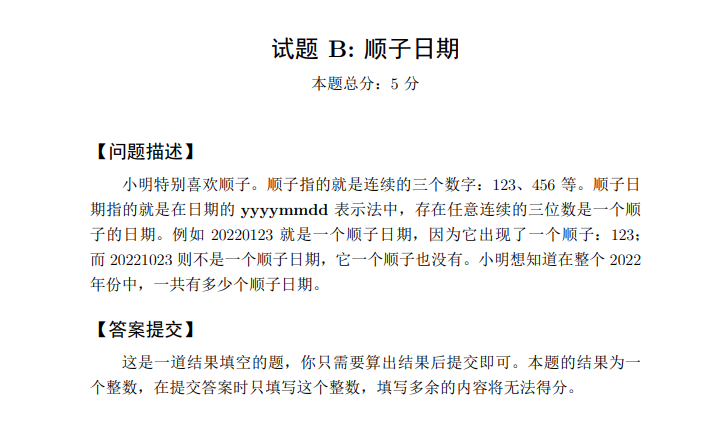 试题 B: 顺子日期
本题总分：5 分
【问题描述】
小明特别喜欢顺子。顺子指的就是连续的三个数字：123、456 等。顺子日
期指的就是在日期的 yyyymmdd 表示法中，存在任意连续的三位数是一个顺
子的日期。例如 20220123 就是一个顺子日期，因为它出现了一个顺子：123；
而 20221023 则不是一个顺子日期，它一个顺子也没有。小明想知道在整个 2022
年份中，一共有多少个顺子日期。
【答案提交】
这是一道结果填空的题，你只需要算出结果后提交即可。本题的结果为一
个整数，在提交答案时只填写这个整数，填写多余的内容将无法得分。